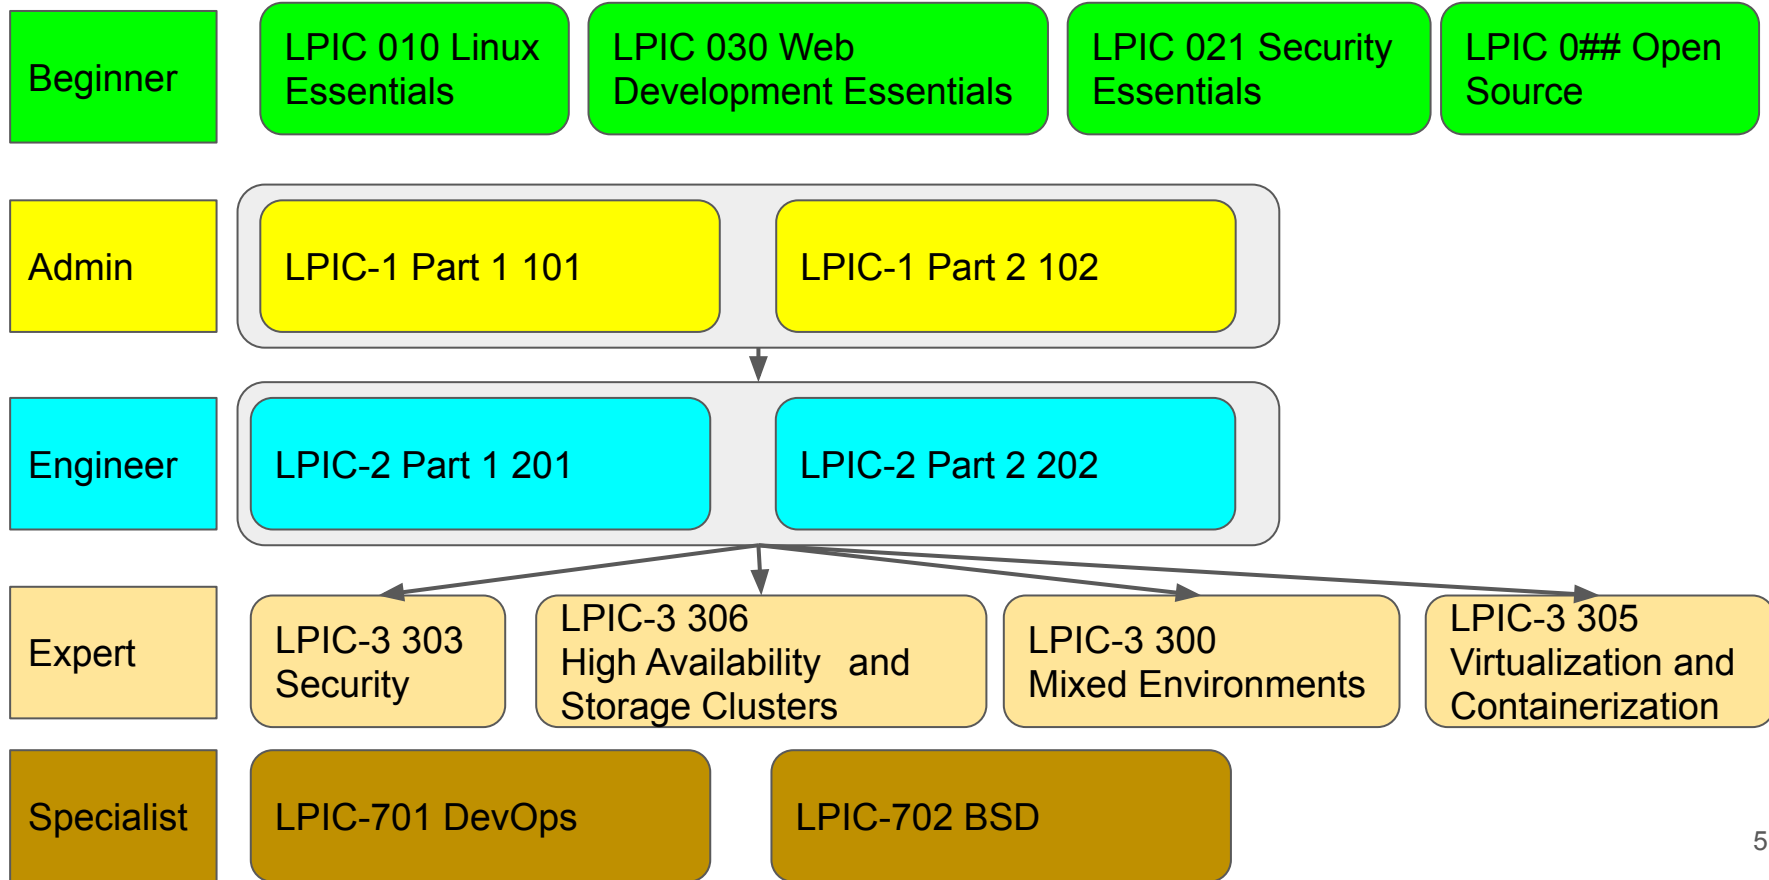 Beginner
LPIC 010 Linux
Essentials
LPIC 030 Web
Development Essentials
LPIC 021 Security
Essentials
LPIC 0## Open
Source
Admin
LPIC-1 Part 1 101
LPIC-1 Part 2 102
Engineer
LPIC-2 Part 1 201
LPIC-2 Part 2 202
Expert
LPIC-3 303
Security
LPIC-3 306
High Availability and
Storage Clusters
LPIC-3 300
Mixed Environments
LPIC-3 305
Virtualization and
Containerization
Specialist
LPIC-701 DevOps
LPIC-702 BSD
5